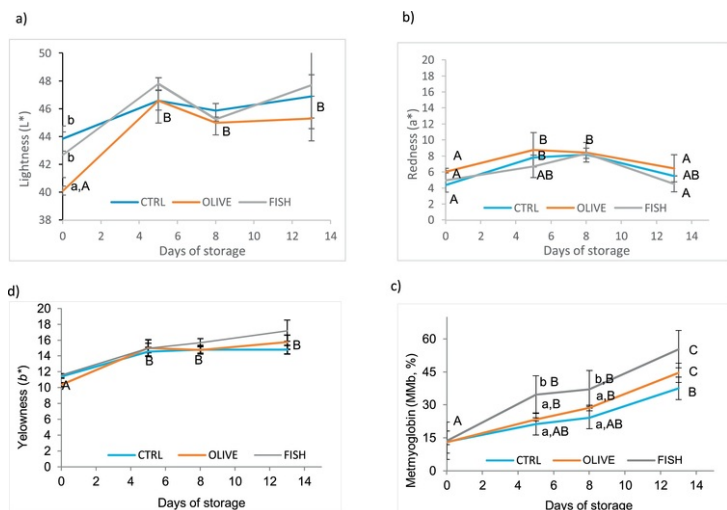 a)
50
48
46
44
42
40
Lightness (L*)
b
b
a,A
B
B
B
CTRL OLIVE FISH
0 2 4 6 8 10 12 14
Days of storage
b)
20
18
16
14
12
10
8
6
4
2
0
Redness (a*)
A
A
A
B
B
AB
B
A
AB
A
CTRL OLIVE FISH
0 2 4 6 8 10 12 14
Days of storage
d)
20
18
16
14
12
10
8
6
4
2
0
Yelowness (b*)
A
B
B
B
CTRL OLIVE FISH
0 2 4 6 8 10 12 14
Days of storage
c)
60
45
30
15
0
Metmyoglobin (MMb, %)
A
b B
a,B
a,AB
b,B
a,B
a,AB
C
C
B
CTRL OLIVE FISH
0 2 4 6 8 10 12 14
Days of storage